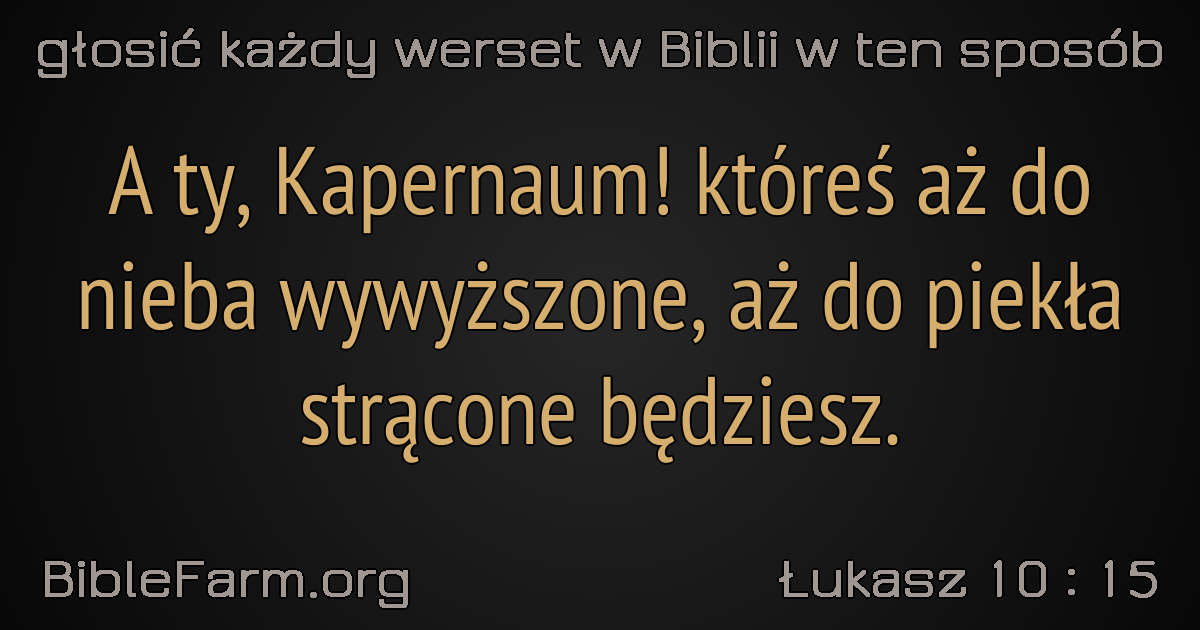 głosić każdy werset w Biblii w ten sposób
A ty, Kapernaum! któreś aż do
nieba wywyższone, aż do piekła
strącone będziesz.
BibleFarm.org
Łukasz 10 : 15